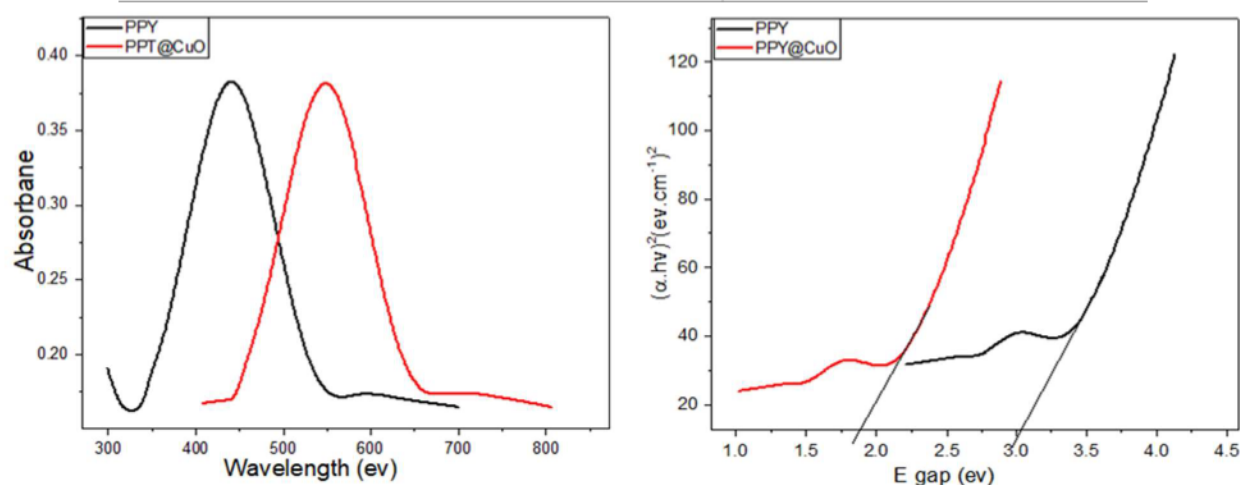 PPY
PPT@CuO
0.40
0.35
0.30
0.25
0.20
Absorbane
300 400 500 600 700 800
Wavelength (ev)
PPY
PPY@CuO
120
100
80
60
40
20
(α.hν)²(ev.cm⁻¹)²
1.0 1.5 2.0 2.5 3.0 3.5 4.0 4.5
E gap (ev)